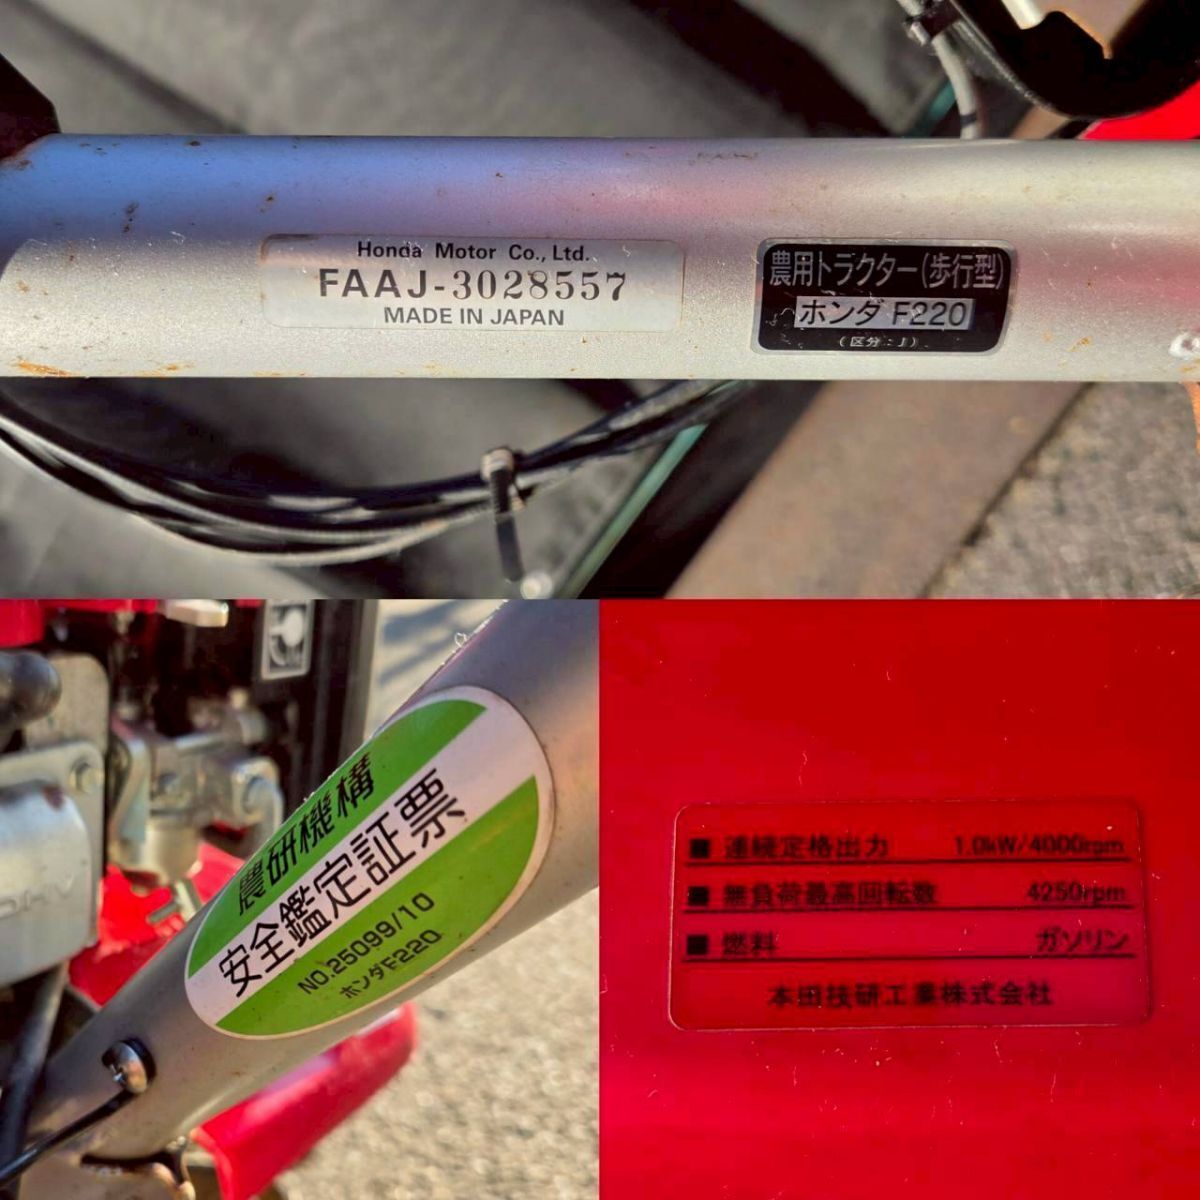 Honda Motor Co., Ltd.
FAAJ-3028557
MADE IN JAPAN
農用トラクター(歩行型)
ホンダ F220
(区分:J)
農研機構
安全鑑定証票
NO.25099/10
ホンダF220
■ 連続定格出力 1.0kW/4000rpm
■ 無負荷最高回転数 4250rpm
■ 燃料 ガソリン
本田技研工業株式会社